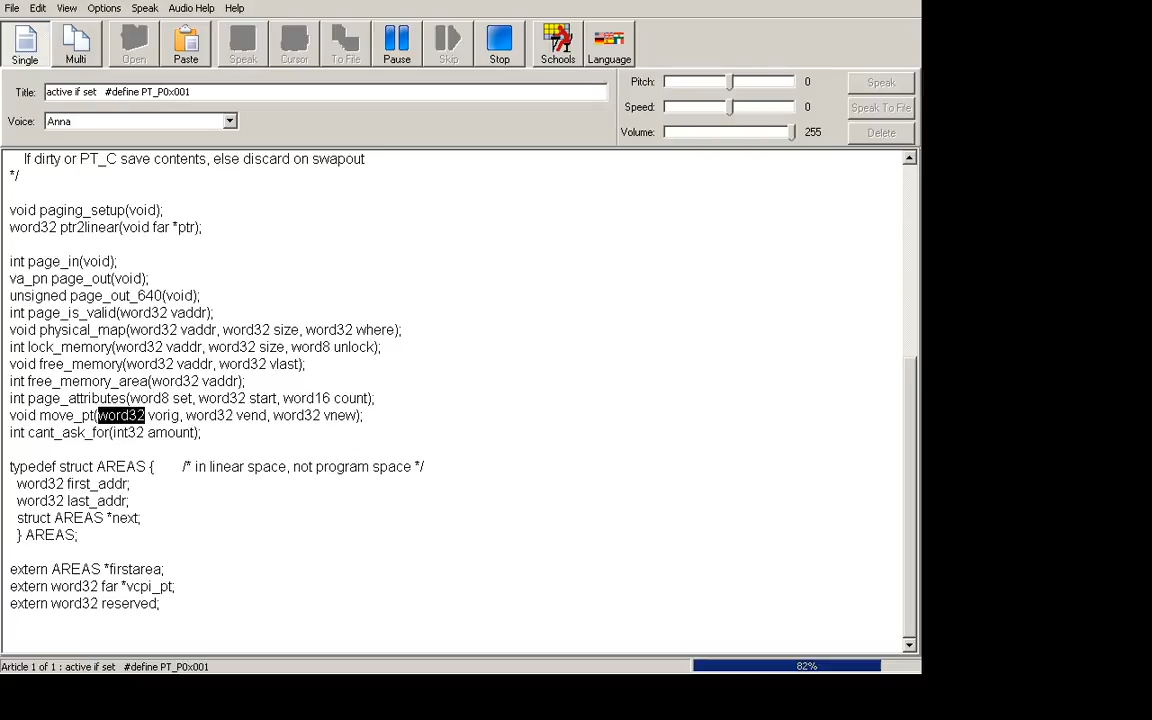 File Edit View Options Speak Audio Help Help
Single Multi Open Paste Speak Cursor To File Pause Skip Stop Schools Language
Title: active if set #define PT_P0x001
Voice: Anna
Pitch: 0 Speak
Speed: 0 Speak To File
Volume: 255 Delete
If dirty or PT_C save contents, else discard on swapout
*/
void paging_setup(void);
word32 ptr2linear(void far *ptr);
int page_in(void);
va_pn page_out(void);
unsigned page_out_640(void);
int page_is_valid(word32 vaddr);
void physical_map(word32 vaddr, word32 size, word32 where);
int lock_memory(word32 vaddr, word32 size, word8 unlock);
void free_memory(word32 vaddr, word32 vlast);
int free_memory_area(word32 vaddr);
int page_attributes(word8 set, word32 start, word16 count);
void move_pt(word32 vorig, word32 vend, word32 vnew);
int cant_ask_for(int32 amount);
typedef struct AREAS { /* in linear space, not program space */
word32 first_addr;
word32 last_addr;
struct AREAS *next;
} AREAS;
extern AREAS *firstarea;
extern word32 far *vcpi_pt;
extern word32 reserved;
Article 1 of 1 : active if set #define PT_P0x001 82%